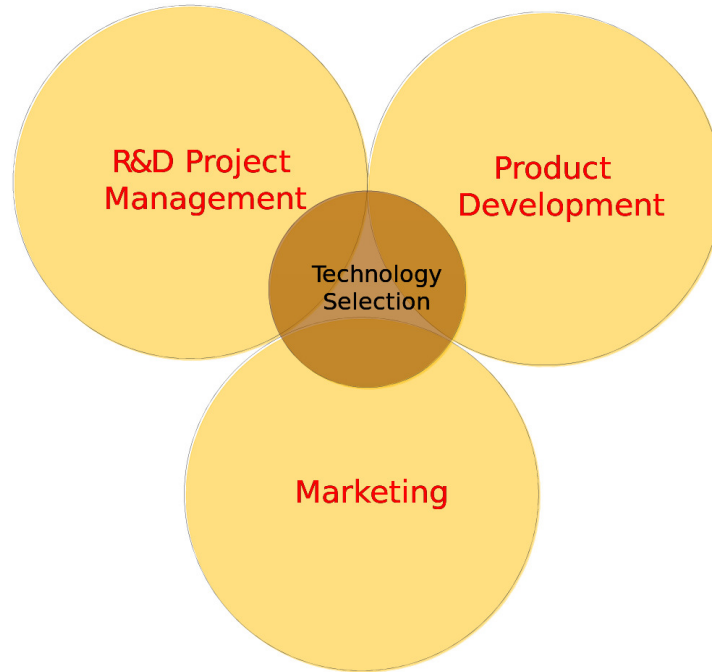 R&D Project
Management
Product
Development
Technology
Selection
Marketing